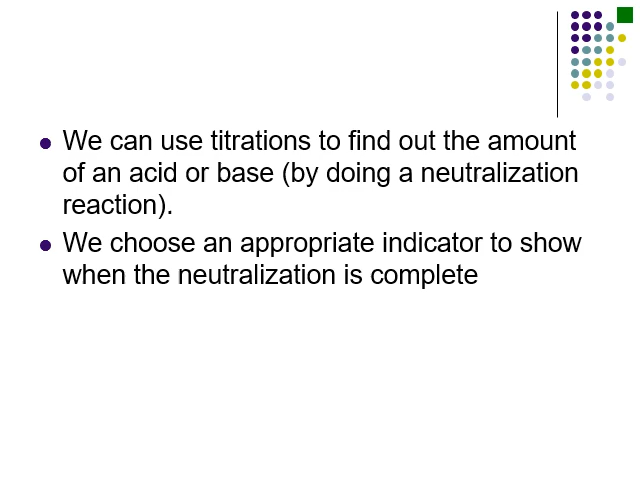 We can use titrations to find out the amount
of an acid or base (by doing a neutralization
reaction).
We choose an appropriate indicator to show
when the neutralization is complete